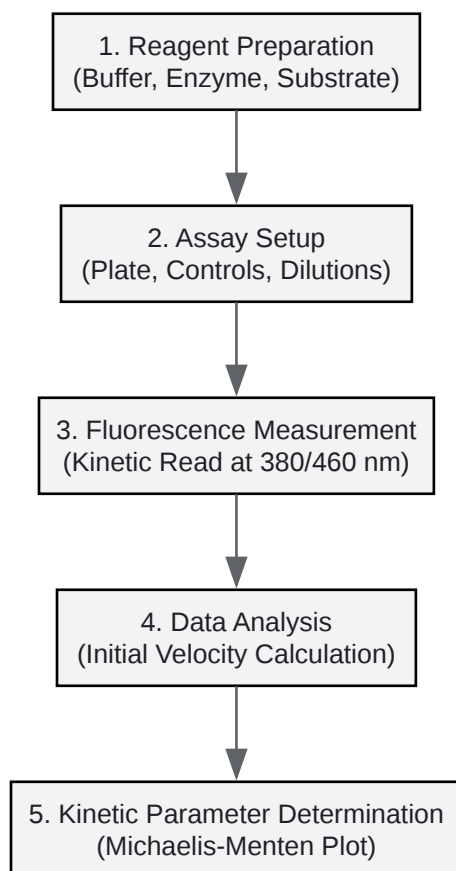 1. Reagent Preparation
(Buffer, Enzyme, Substrate)
2. Assay Setup
(Plate, Controls, Dilutions)
3. Fluorescence Measurement
(Kinetic Read at 380/460 nm)
4. Data Analysis
(Initial Velocity Calculation)
5. Kinetic Parameter Determination
(Michaelis-Menten Plot)